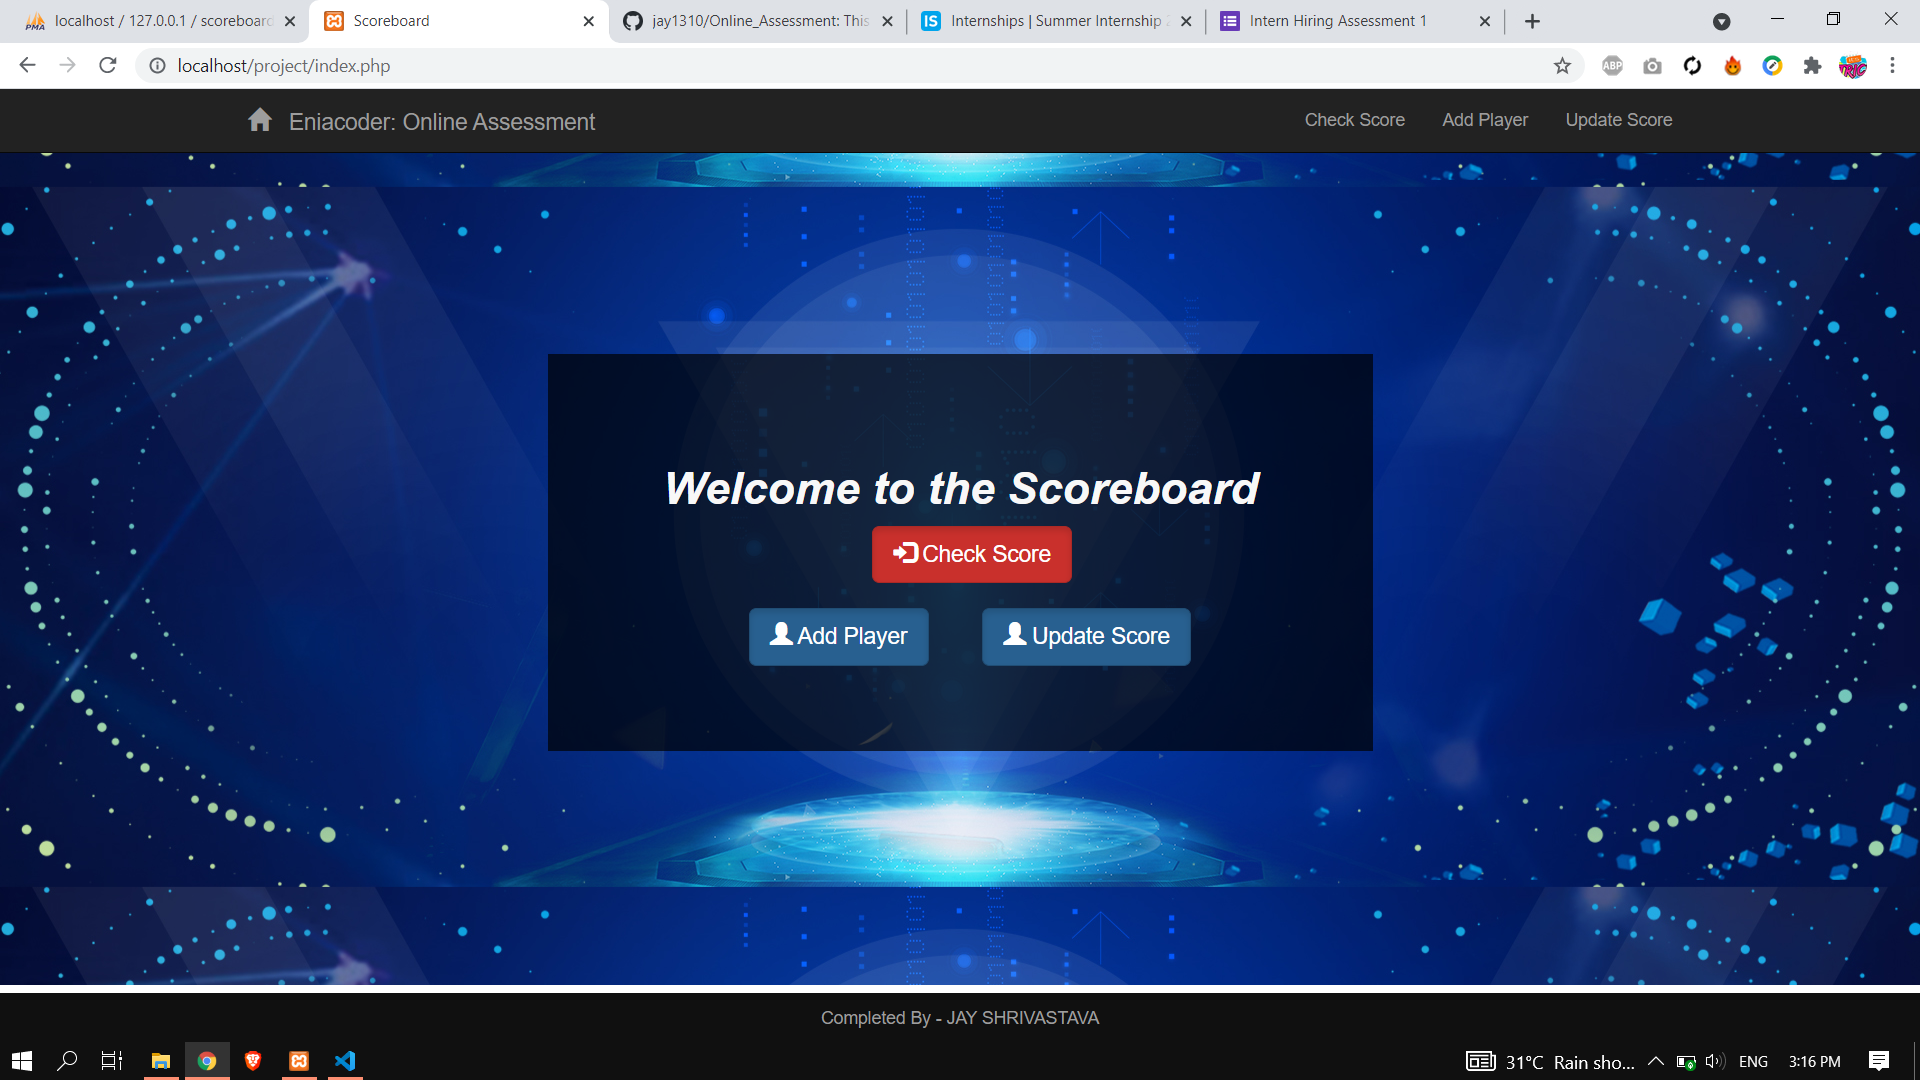 localhost / 127.0.0.1 / scoreboard
Scoreboard
jay1310/Online_Assessment: This
Internships | Summer Internship
Intern Hiring Assessment 1
localhost/project/index.php
ABP
Eniacoder: Online Assessment
Check Score
Add Player
Update Score
Welcome to the Scoreboard
Check Score
Add Player
Update Score
Completed By - JAY SHRIVASTAVA
31°C Rain sho...
ENG
3:16 PM